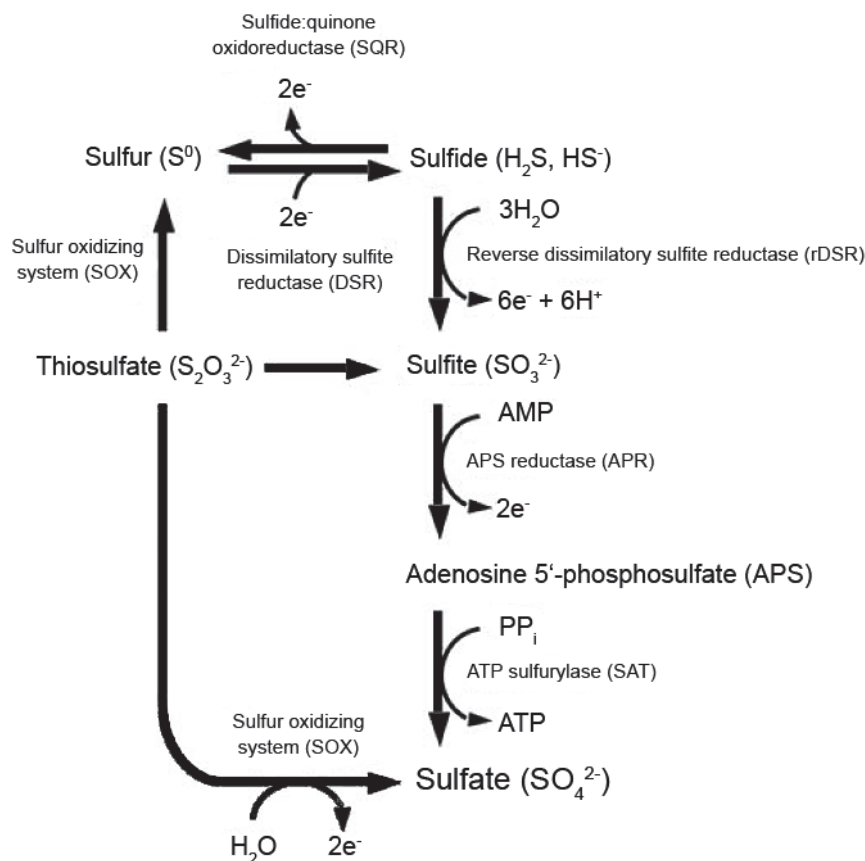 Sulfide:quinone
oxidoreductase (SQR)
2e⁻
Sulfur (S⁰)
Sulfide (H₂S, HS⁻)
2e⁻
3H₂O
Sulfur oxidizing
system (SOX)
Dissimilatory sulfite
reductase (DSR)
Reverse dissimilatory sulfite reductase (rDSR)
6e⁻ + 6H⁺
Thiosulfate (S₂O₃²⁻)
Sulfite (SO₃²⁻)
AMP
APS reductase (APR)
2e⁻
Adenosine 5‘-phosphosulfate (APS)
PPᵢ
ATP sulfurylase (SAT)
ATP
Sulfur oxidizing
system (SOX)
Sulfate (SO₄²⁻)
H₂O
2e⁻